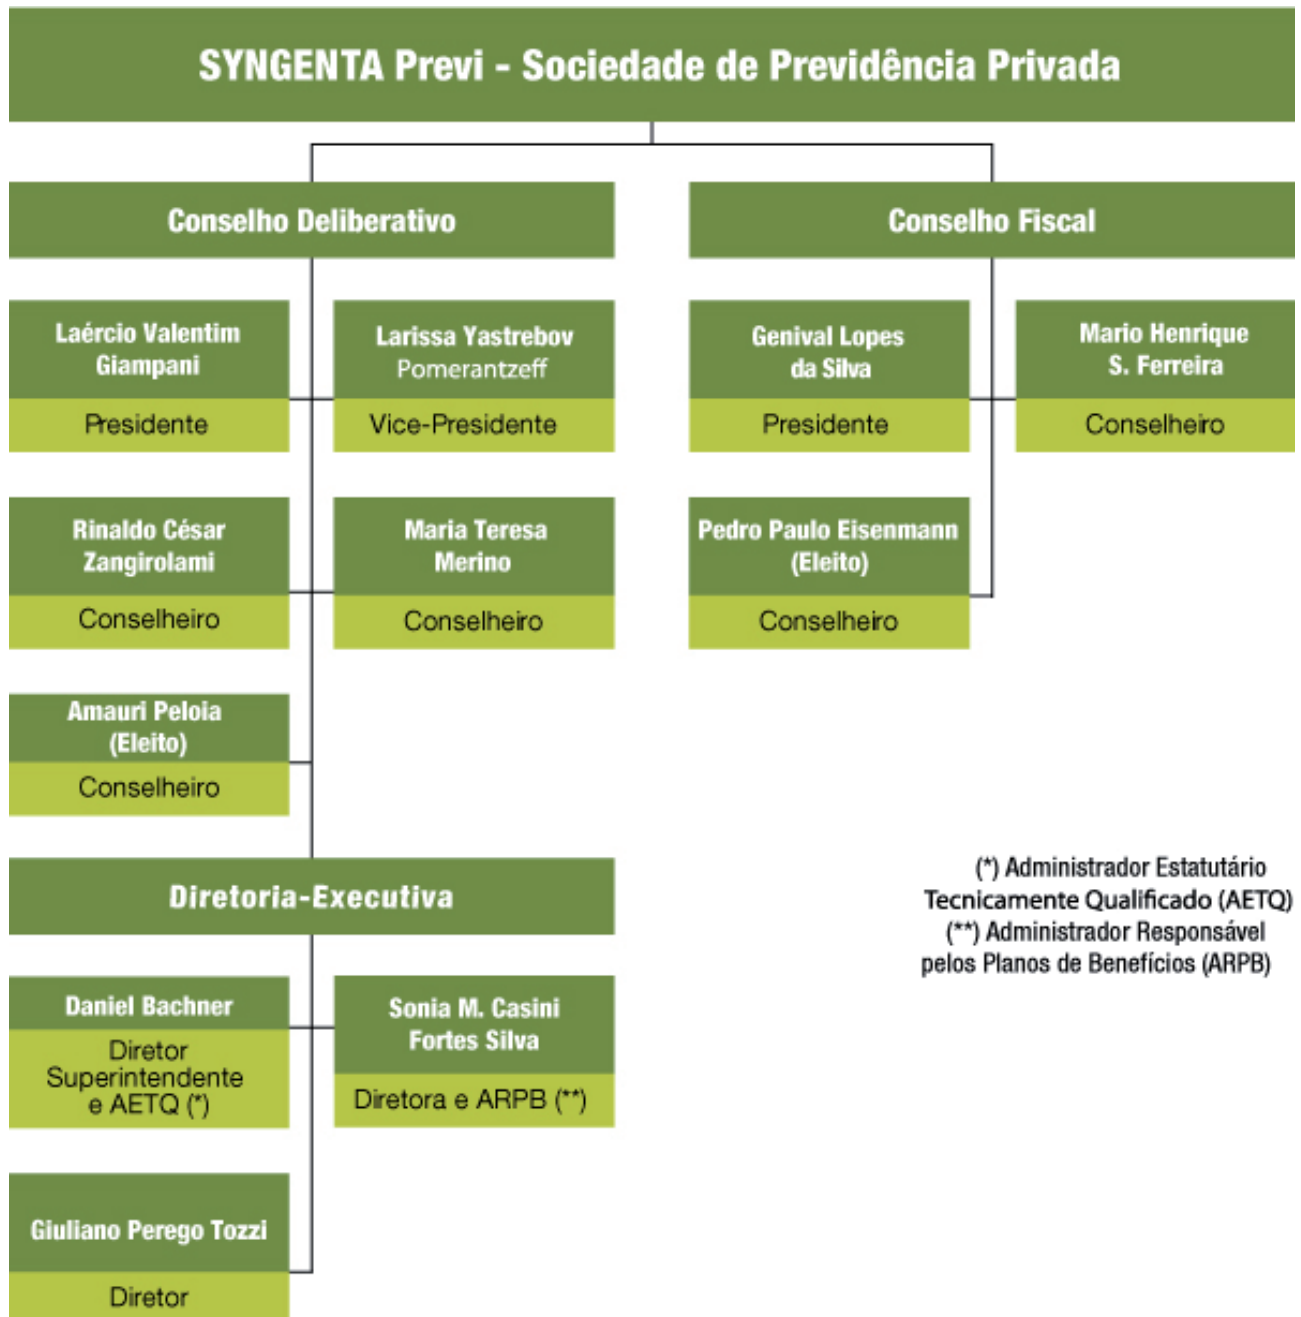 SYNGENTA Previ - Sociedade de Previdência Privada
Conselho Deliberativo
Conselho Fiscal
Laércio Valentim
Giampani
Presidente
Larissa Yastrebov
Pomerantzeff
Vice-Presidente
Genival Lopes
da Silva
Presidente
Mario Henrique
S. Ferreira
Conselheiro
Rinaldo César
Zangirolami
Conselheiro
Maria Teresa
Merino
Conselheiro
Pedro Paulo Eisenmann
(Eleito)
Conselheiro
Amauri Peloia
(Eleito)
Conselheiro
Diretoria-Executiva
Daniel Bachner
Diretor
Superintendente
e AETQ (*)
Sonia M. Casini
Fortes Silva
Diretora e ARPB (**)
Giuliano Perego Tozzi
Diretor
(*) Administrador Estatutário
Tecnicamente Qualificado (AETQ)
(**) Administrador Responsável
pelos Planos de Benefícios (ARPB)